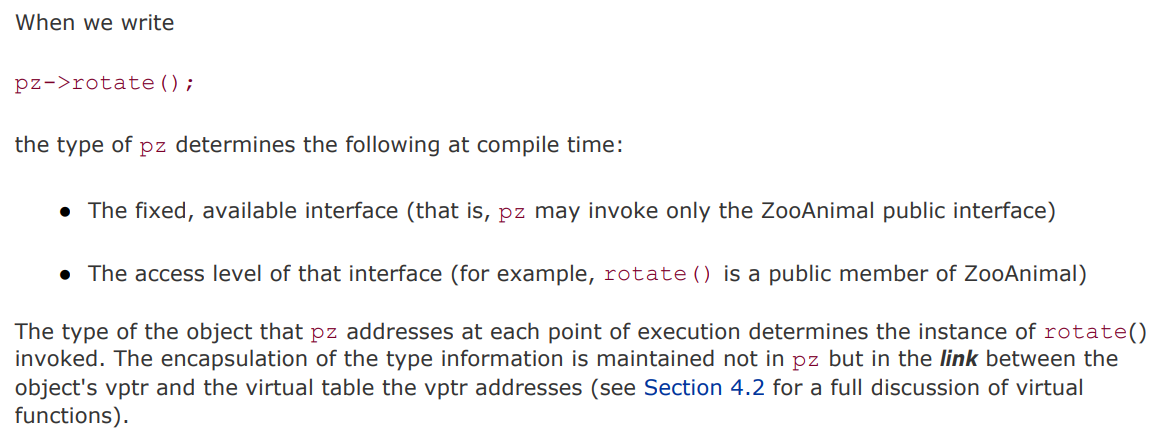 When we write
pz->rotate();
the type of pz determines the following at compile time:
● The fixed, available interface (that is, pz may invoke only the ZooAnimal public interface)
● The access level of that interface (for example, rotate() is a public member of ZooAnimal)
The type of the object that pz addresses at each point of execution determines the instance of rotate()
invoked. The encapsulation of the type information is maintained not in pz but in the link between the
object's vptr and the virtual table the vptr addresses (see Section 4.2 for a full discussion of virtual
functions).